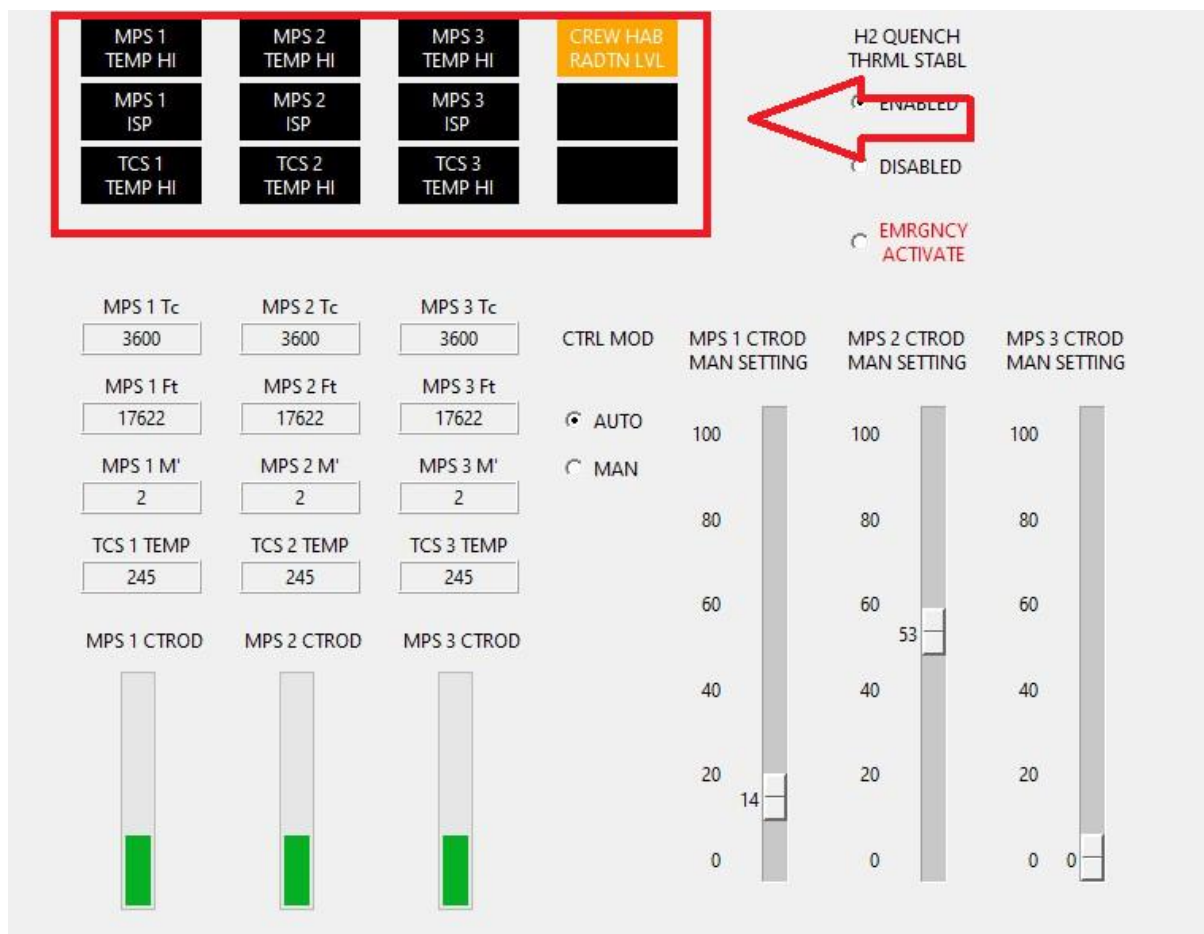 MPS 1
TEMP HI
MPS 2
TEMP HI
MPS 3
TEMP HI
CREW HAB
RADTN LVL
MPS 1
ISP
MPS 2
ISP
MPS 3
ISP
TCS 1
TEMP HI
TCS 2
TEMP HI
TCS 3
TEMP HI
H2 QUENCH
THRML STABL
ENABLED
DISABLED
EMRGNCY
ACTIVATE
MPS 1 Tc
3600
MPS 2 Tc
3600
MPS 3 Tc
3600
MPS 1 Ft
17622
MPS 2 Ft
17622
MPS 3 Ft
17622
MPS 1 M'
2
MPS 2 M'
2
MPS 3 M'
2
TCS 1 TEMP
245
TCS 2 TEMP
245
TCS 3 TEMP
245
MPS 1 CTROD
MPS 2 CTROD
MPS 3 CTROD
CTRL MOD
AUTO
MAN
MPS 1 CTROD
MAN SETTING
100
80
60
40
20
14
0
MPS 2 CTROD
MAN SETTING
100
80
60
53
40
20
0
MPS 3 CTROD
MAN SETTING
100
80
60
40
20
0
0